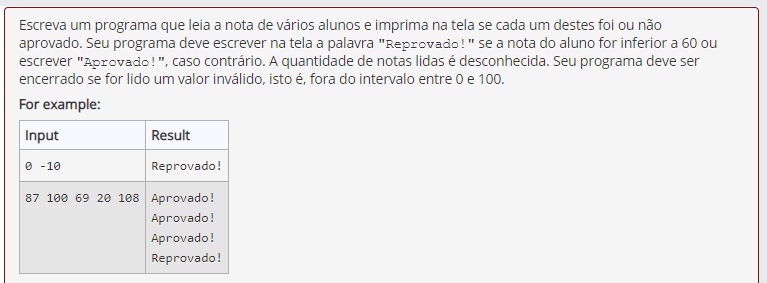 Escreva um programa que leia a nota de vários alunos e imprima na tela se cada um destes foi ou não
aprovado. Seu programa deve escrever na tela a palavra "Reprovado!" se a nota do aluno for inferior a 60 ou
escrever "Aprovado!", caso contrário. A quantidade de notas lidas é desconhecida. Seu programa deve ser
encerrado se for lido um valor inválido, isto é, fora do intervalo entre 0 e 100.
For example:
Input Result
0 -10 Reprovado!
87 100 69 20 108 Aprovado!
Aprovado!
Aprovado!
Reprovado!